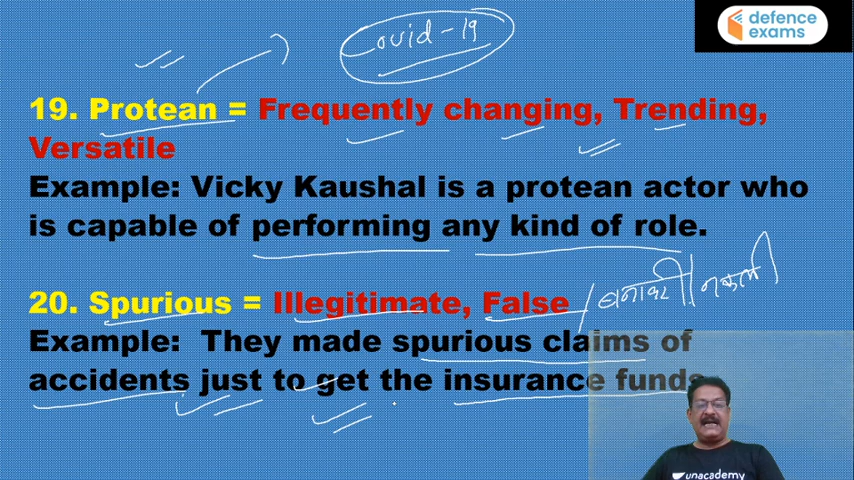 defence
exams
Covid-19
19. Protean = Frequently changing, Trending,
Versatile
Example: Vicky Kaushal is a protean actor who
is capable of performing any kind of role.
20. Spurious = Illegitimate, False / बनावटी / नकली
Example: They made spurious claims of
accidents just to get the insurance funds
unacademy